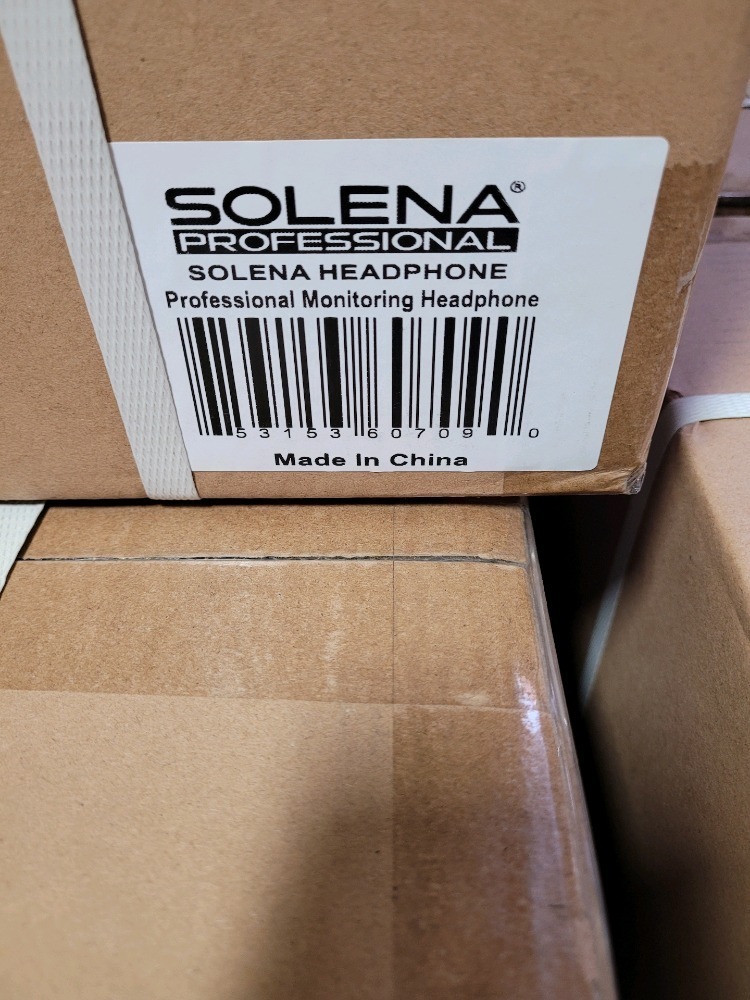 SOLENA®
PROFESSIONAL
SOLENA HEADPHONE
Professional Monitoring Headphone
53153 60709 0
Made In China